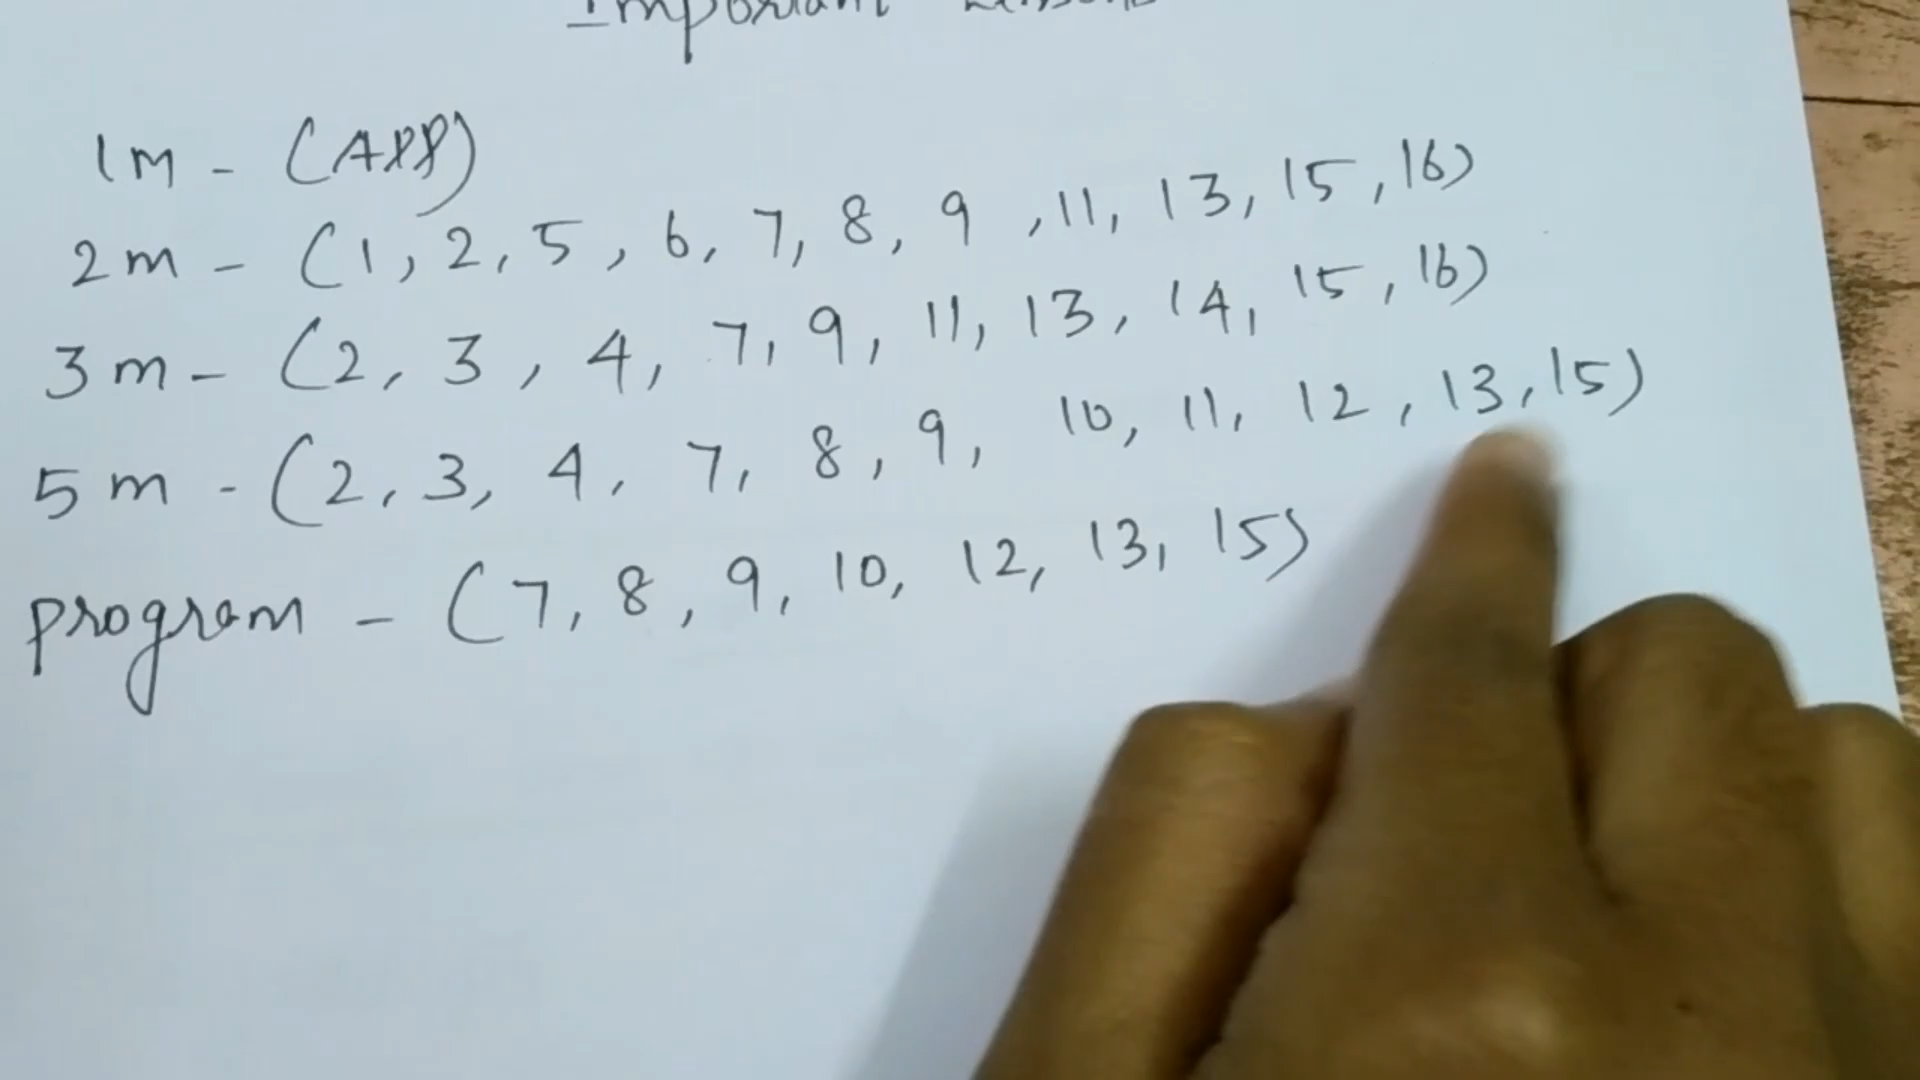 Important Lessons
1m - (All)
2m - (1, 2, 5, 6, 7, 8, 9, 11, 13, 15, 16)
3m - (2, 3, 4, 7, 9, 11, 13, 14, 15, 16)
5m - (2, 3, 4, 7, 8, 9, 10, 11, 12, 13, 15)
program - (7, 8, 9, 10, 12, 13, 15)